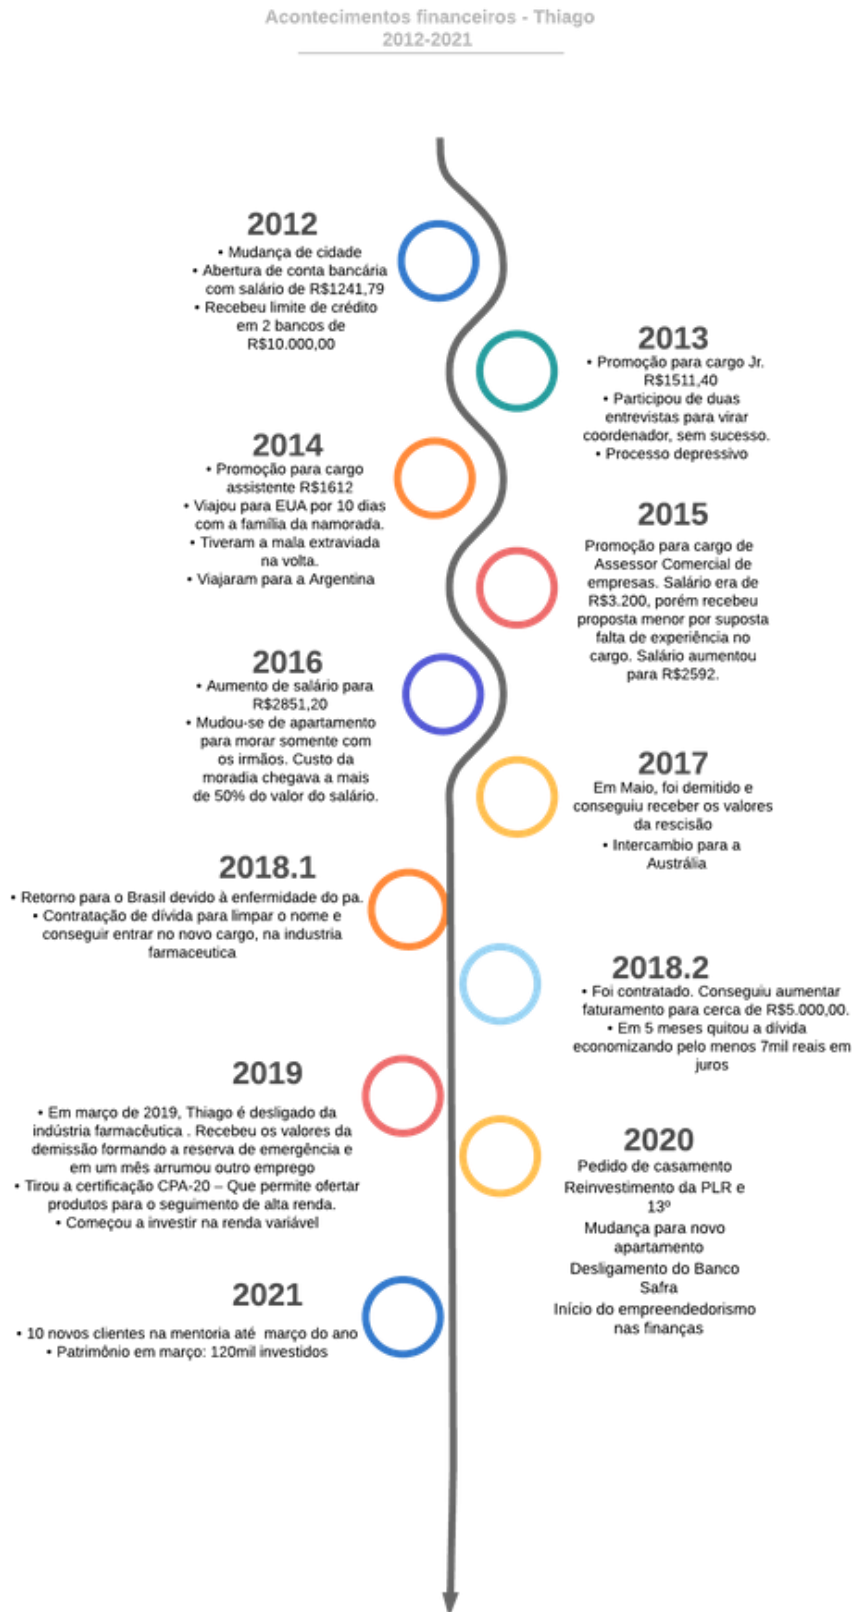 Acontecimentos financeiros - Thiago
2012-2021
2012
• Mudança de cidade
• Abertura de conta bancária
com salário de R$1241,79
• Recebeu limite de crédito
em 2 bancos de
R$10.000,00
2013
• Promoção para cargo Jr.
R$1511,40
• Participou de duas
entrevistas para virar
coordenador, sem sucesso.
• Processo depressivo
2014
• Promoção para cargo
assistente R$1612
• Viajou para EUA por 10 dias
com a família da namorada.
• Tiveram a mala extraviada
na volta.
• Viajaram para a Argentina
2015
Promoção para cargo de
Assessor Comercial de
empresas. Salário era de
R$3.200, porém recebeu
proposta menor por suposta
falta de experiência no
cargo. Salário aumentou
para R$2592.
2016
• Aumento de salário para
R$2851,20
• Mudou-se de apartamento
para morar somente com
os irmãos. Custo da
moradia chegava a mais
de 50% do valor do salário.
2017
Em Maio, foi demitido e
conseguiu receber os valores
da rescisão
• Intercambio para a
Austrália
2018.1
• Retorno para o Brasil devido à enfermidade do pa.
• Contratação de dívida para limpar o nome e
conseguir entrar no novo cargo, na industria
farmaceutica
2018.2
• Foi contratado. Conseguiu aumentar
faturamento para cerca de R$5.000,00.
• Em 5 meses quitou a dívida
economizando pelo menos 7mil reais em
juros
2019
• Em março de 2019, Thiago é desligado da
indústria farmacêutica . Recebeu os valores da
demissão formando a reserva de emergência e
em um mês arrumou outro emprego
• Tirou a certificação CPA-20 – Que permite ofertar
produtos para o seguimento de alta renda.
• Começou a investir na renda variável
2020
Pedido de casamento
Reinvestimento da PLR e
13º
Mudança para novo
apartamento
Desligamento do Banco
Safra
Início do empreendedorismo
nas finanças
2021
• 10 novos clientes na mentoria até  março do ano
• Patrimônio em março: 120mil investidos